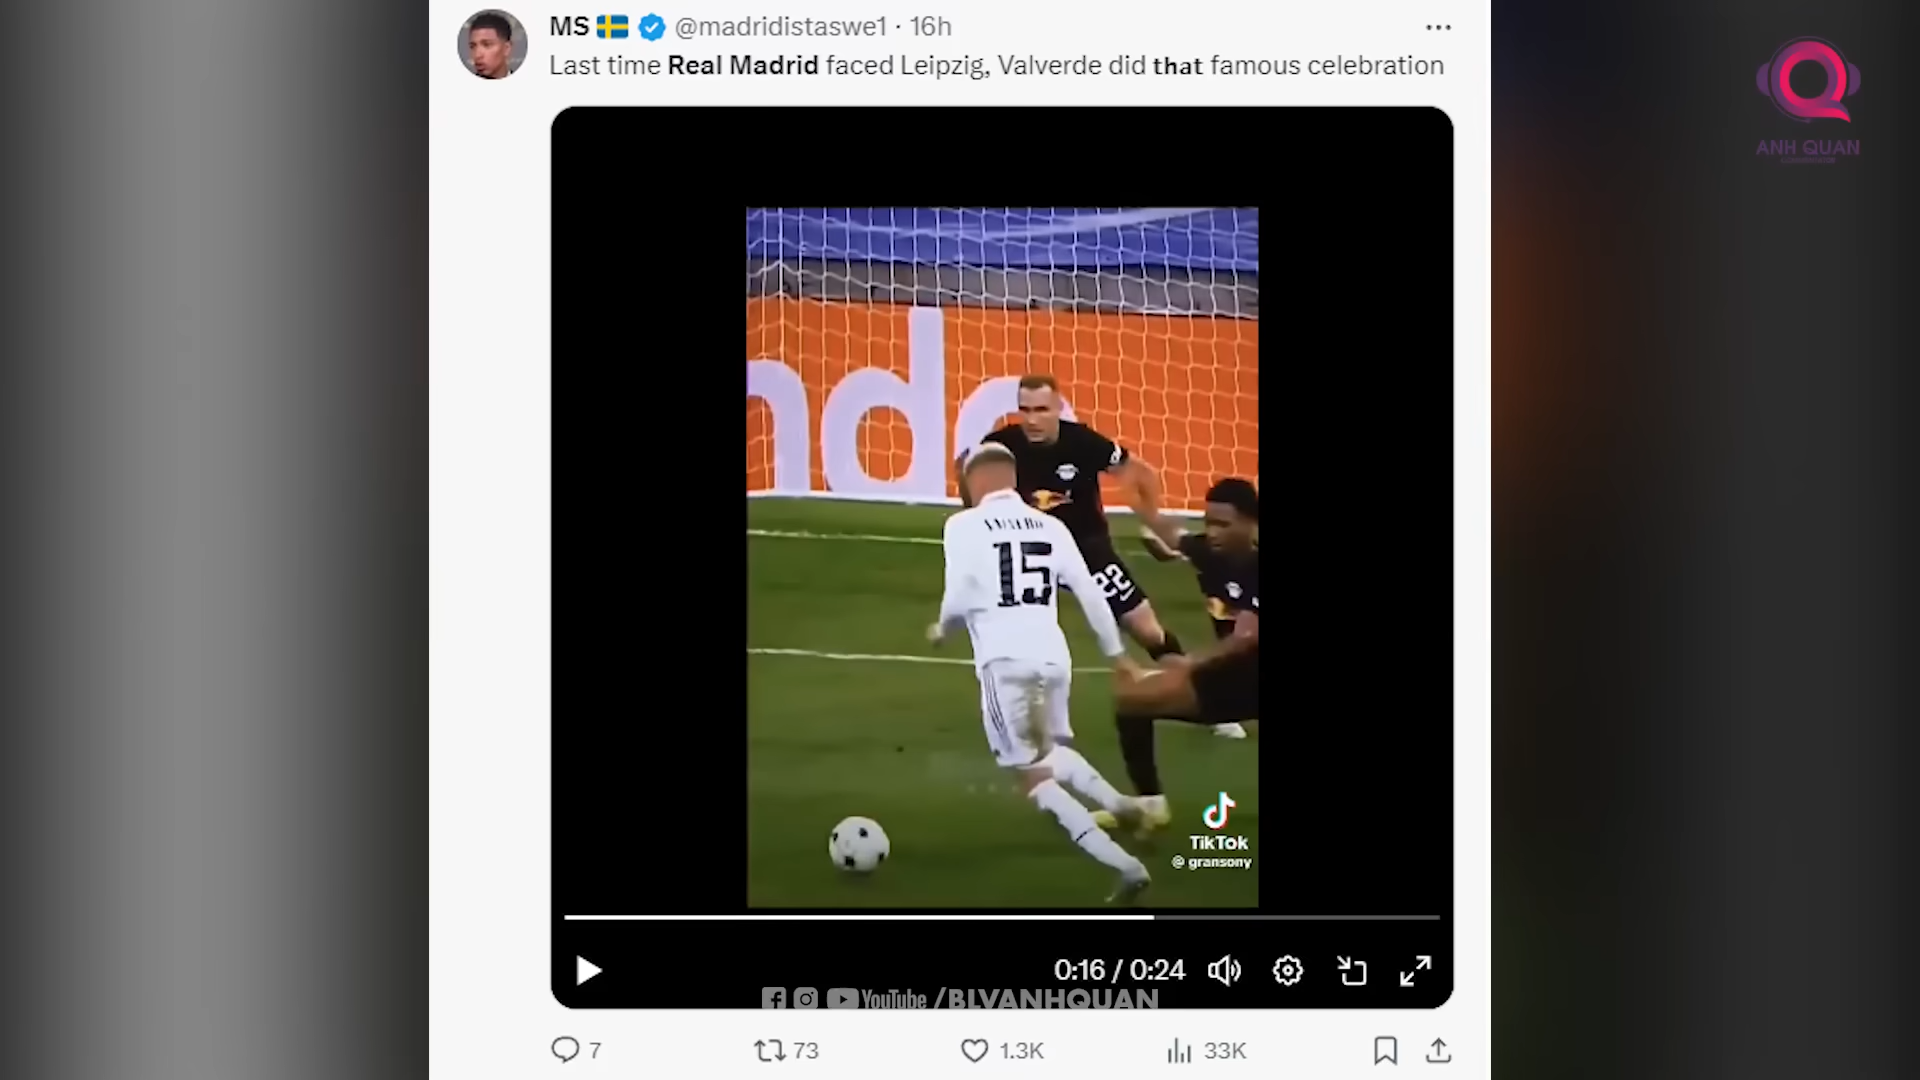 MS @madridistaswe1 · 16h
Last time Real Madrid faced Leipzig, Valverde did that famous celebration
ANH QUAN
nd
15
22
TikTok
@ gransony
0:16 / 0:24
YouTube /BLVANHQUAN
7 73 1.3K 33K